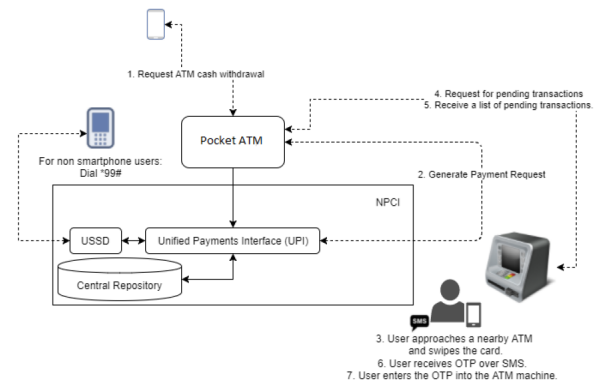 1. Request ATM cash withdrawal
4. Request for pending transactions
5. Receive a list of pending transactions.
Pocket ATM
For non smartphone users:
Dial *99#
2. Generate Payment Request
NPCI
USSD
Unified Payments Interface (UPI)
Central Repository
SMS
3. User approaches a nearby ATM
and swipes the card.
6. User receives OTP over SMS.
7. User enters the OTP into the ATM machine.